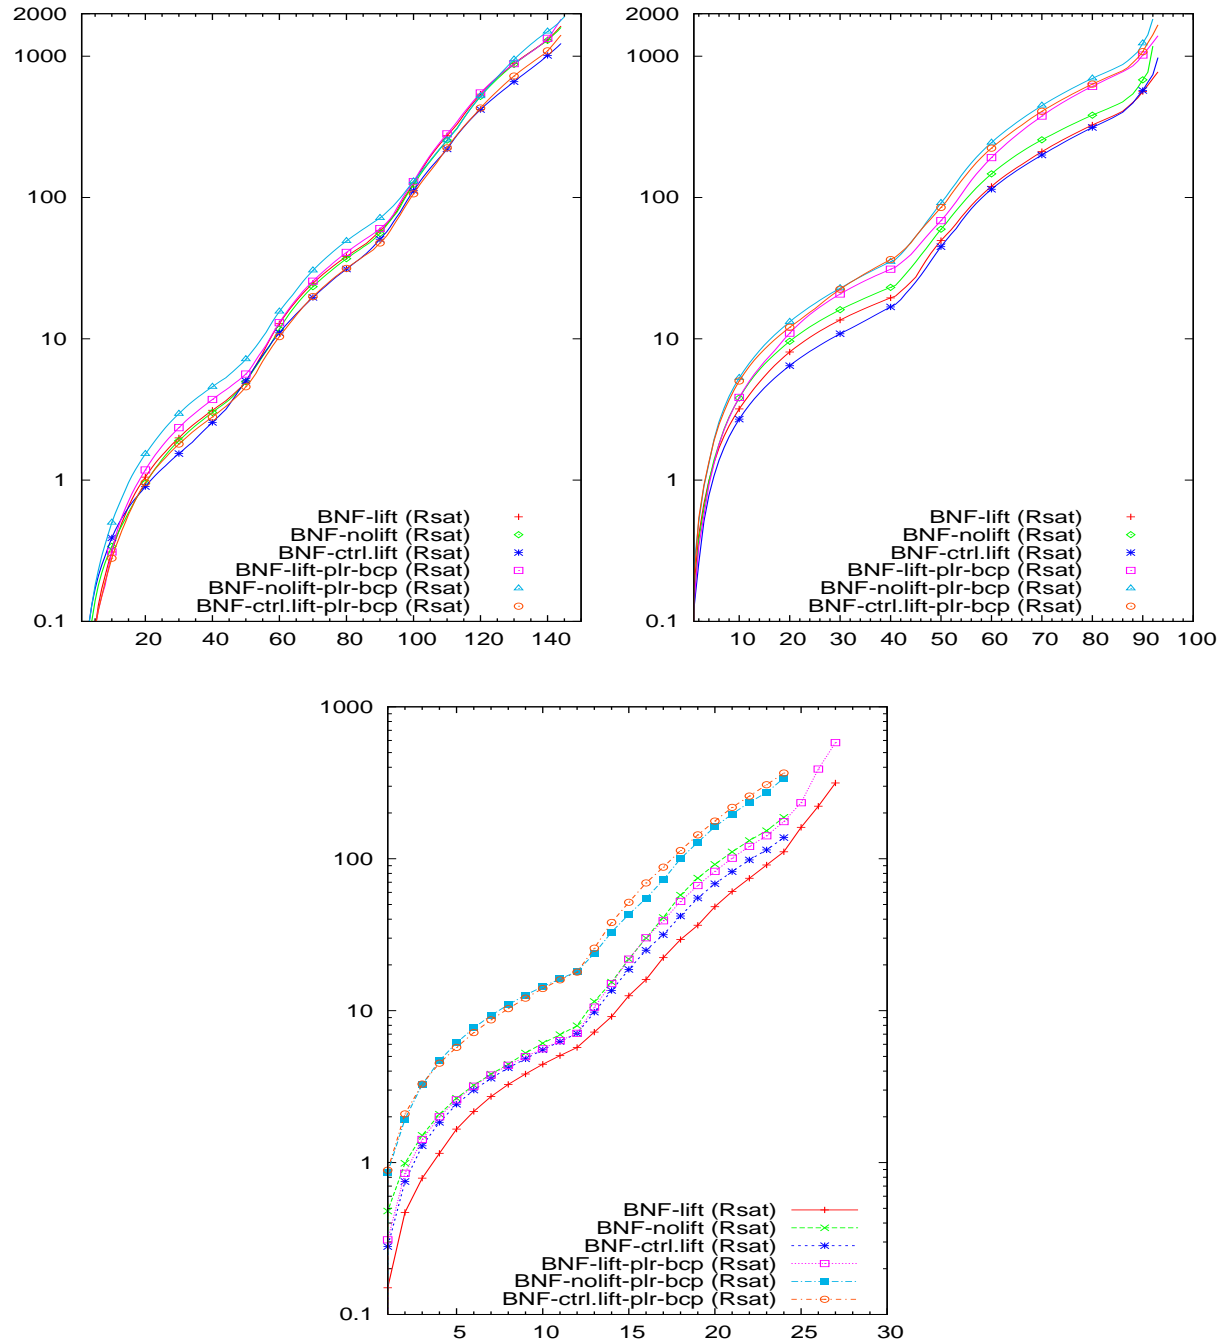 2000
1000
100
10
1
0.1
BNF-lift (Rsat)
BNF-nolift (Rsat)
BNF-ctrl.lift (Rsat)
BNF-lift-plr-bcp (Rsat)
BNF-nolift-plr-bcp (Rsat)
BNF-ctrl.lift-plr-bcp (Rsat)
20 40 60 80 100 120 140
2000
1000
100
10
1
0.1
BNF-lift (Rsat)
BNF-nolift (Rsat)
BNF-ctrl.lift (Rsat)
BNF-lift-plr-bcp (Rsat)
BNF-nolift-plr-bcp (Rsat)
BNF-ctrl.lift-plr-bcp (Rsat)
10 20 30 40 50 60 70 80 90 100
1000
100
10
1
0.1
BNF-lift (Rsat)
BNF-nolift (Rsat)
BNF-ctrl.lift (Rsat)
BNF-lift-plr-bcp (Rsat)
BNF-nolift-plr-bcp (Rsat)
BNF-ctrl.lift-plr-bcp (Rsat)
5 10 15 20 25 30